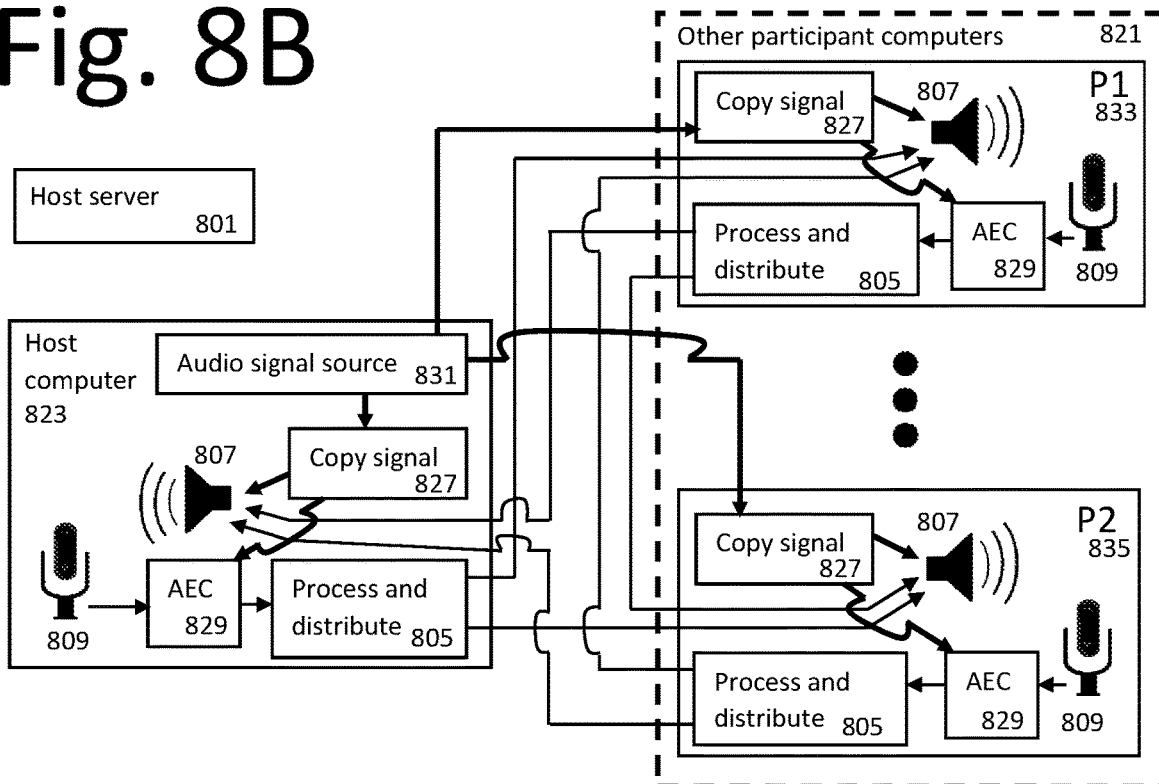 Fig. 8B
Other participant computers 821
Copy signal
827
807
P1
833
Host server
801
Process and
distribute 805
AEC
829
809
Host
computer
823
Audio signal source 831
807
Copy signal
827
AEC
829
809
Process and
distribute 805
Copy signal
827
807
P2
835
Process and
distribute 805
AEC
829
809